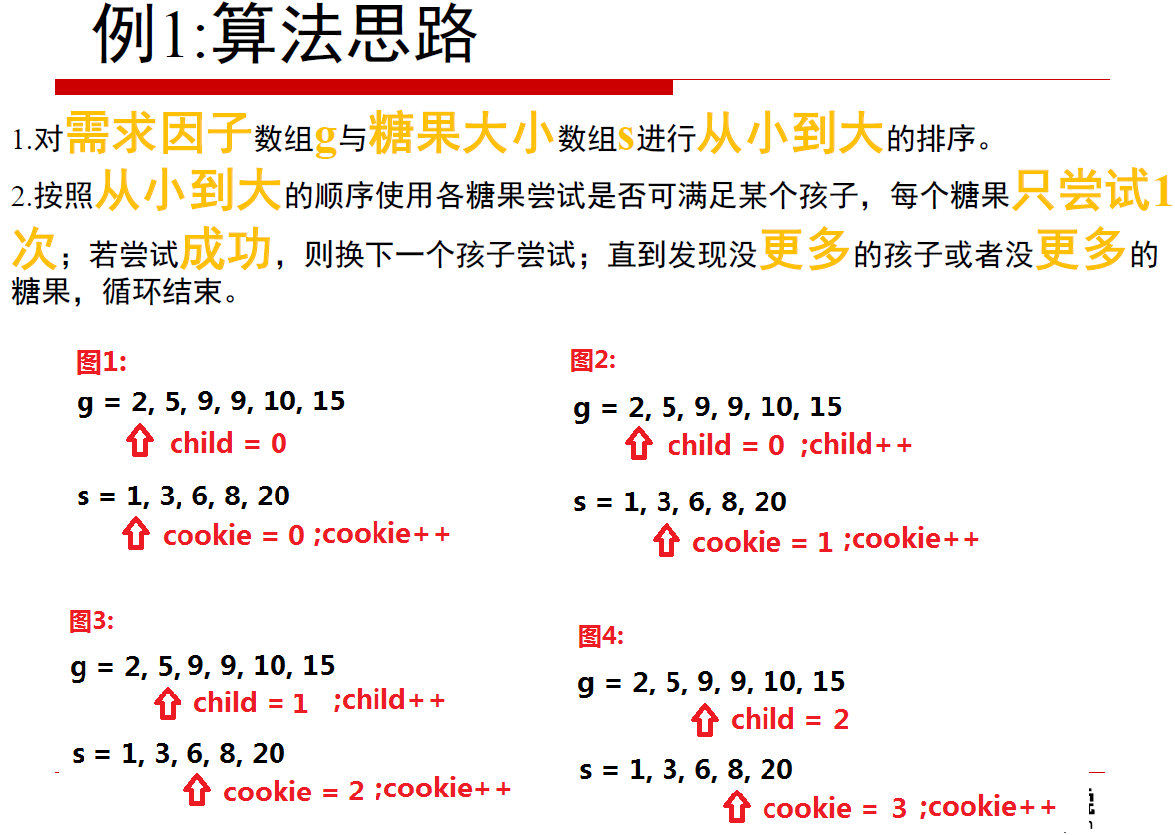 例1:算法思路
1.对需求因子数组g与糖果大小数组s进行从小到大的排序。
2.按照从小到大的顺序使用各糖果尝试是否可满足某个孩子，每个糖果只尝试1
次；若尝试成功，则换下一个孩子尝试；直到发现没更多的孩子或者没更多的
糖果，循环结束。
图1:
g = 2, 5, 9, 9, 10, 15
child = 0
s = 1, 3, 6, 8, 20
cookie = 0 ;cookie++
图2:
g = 2, 5, 9, 9, 10, 15
child = 0 ;child++
s = 1, 3, 6, 8, 20
cookie = 1 ;cookie++
图3:
g = 2, 5, 9, 9, 10, 15
child = 1 ;child++
s = 1, 3, 6, 8, 20
cookie = 2 ;cookie++
图4:
g = 2, 5, 9, 9, 10, 15
child = 2
s = 1, 3, 6, 8, 20
cookie = 3 ;cookie++